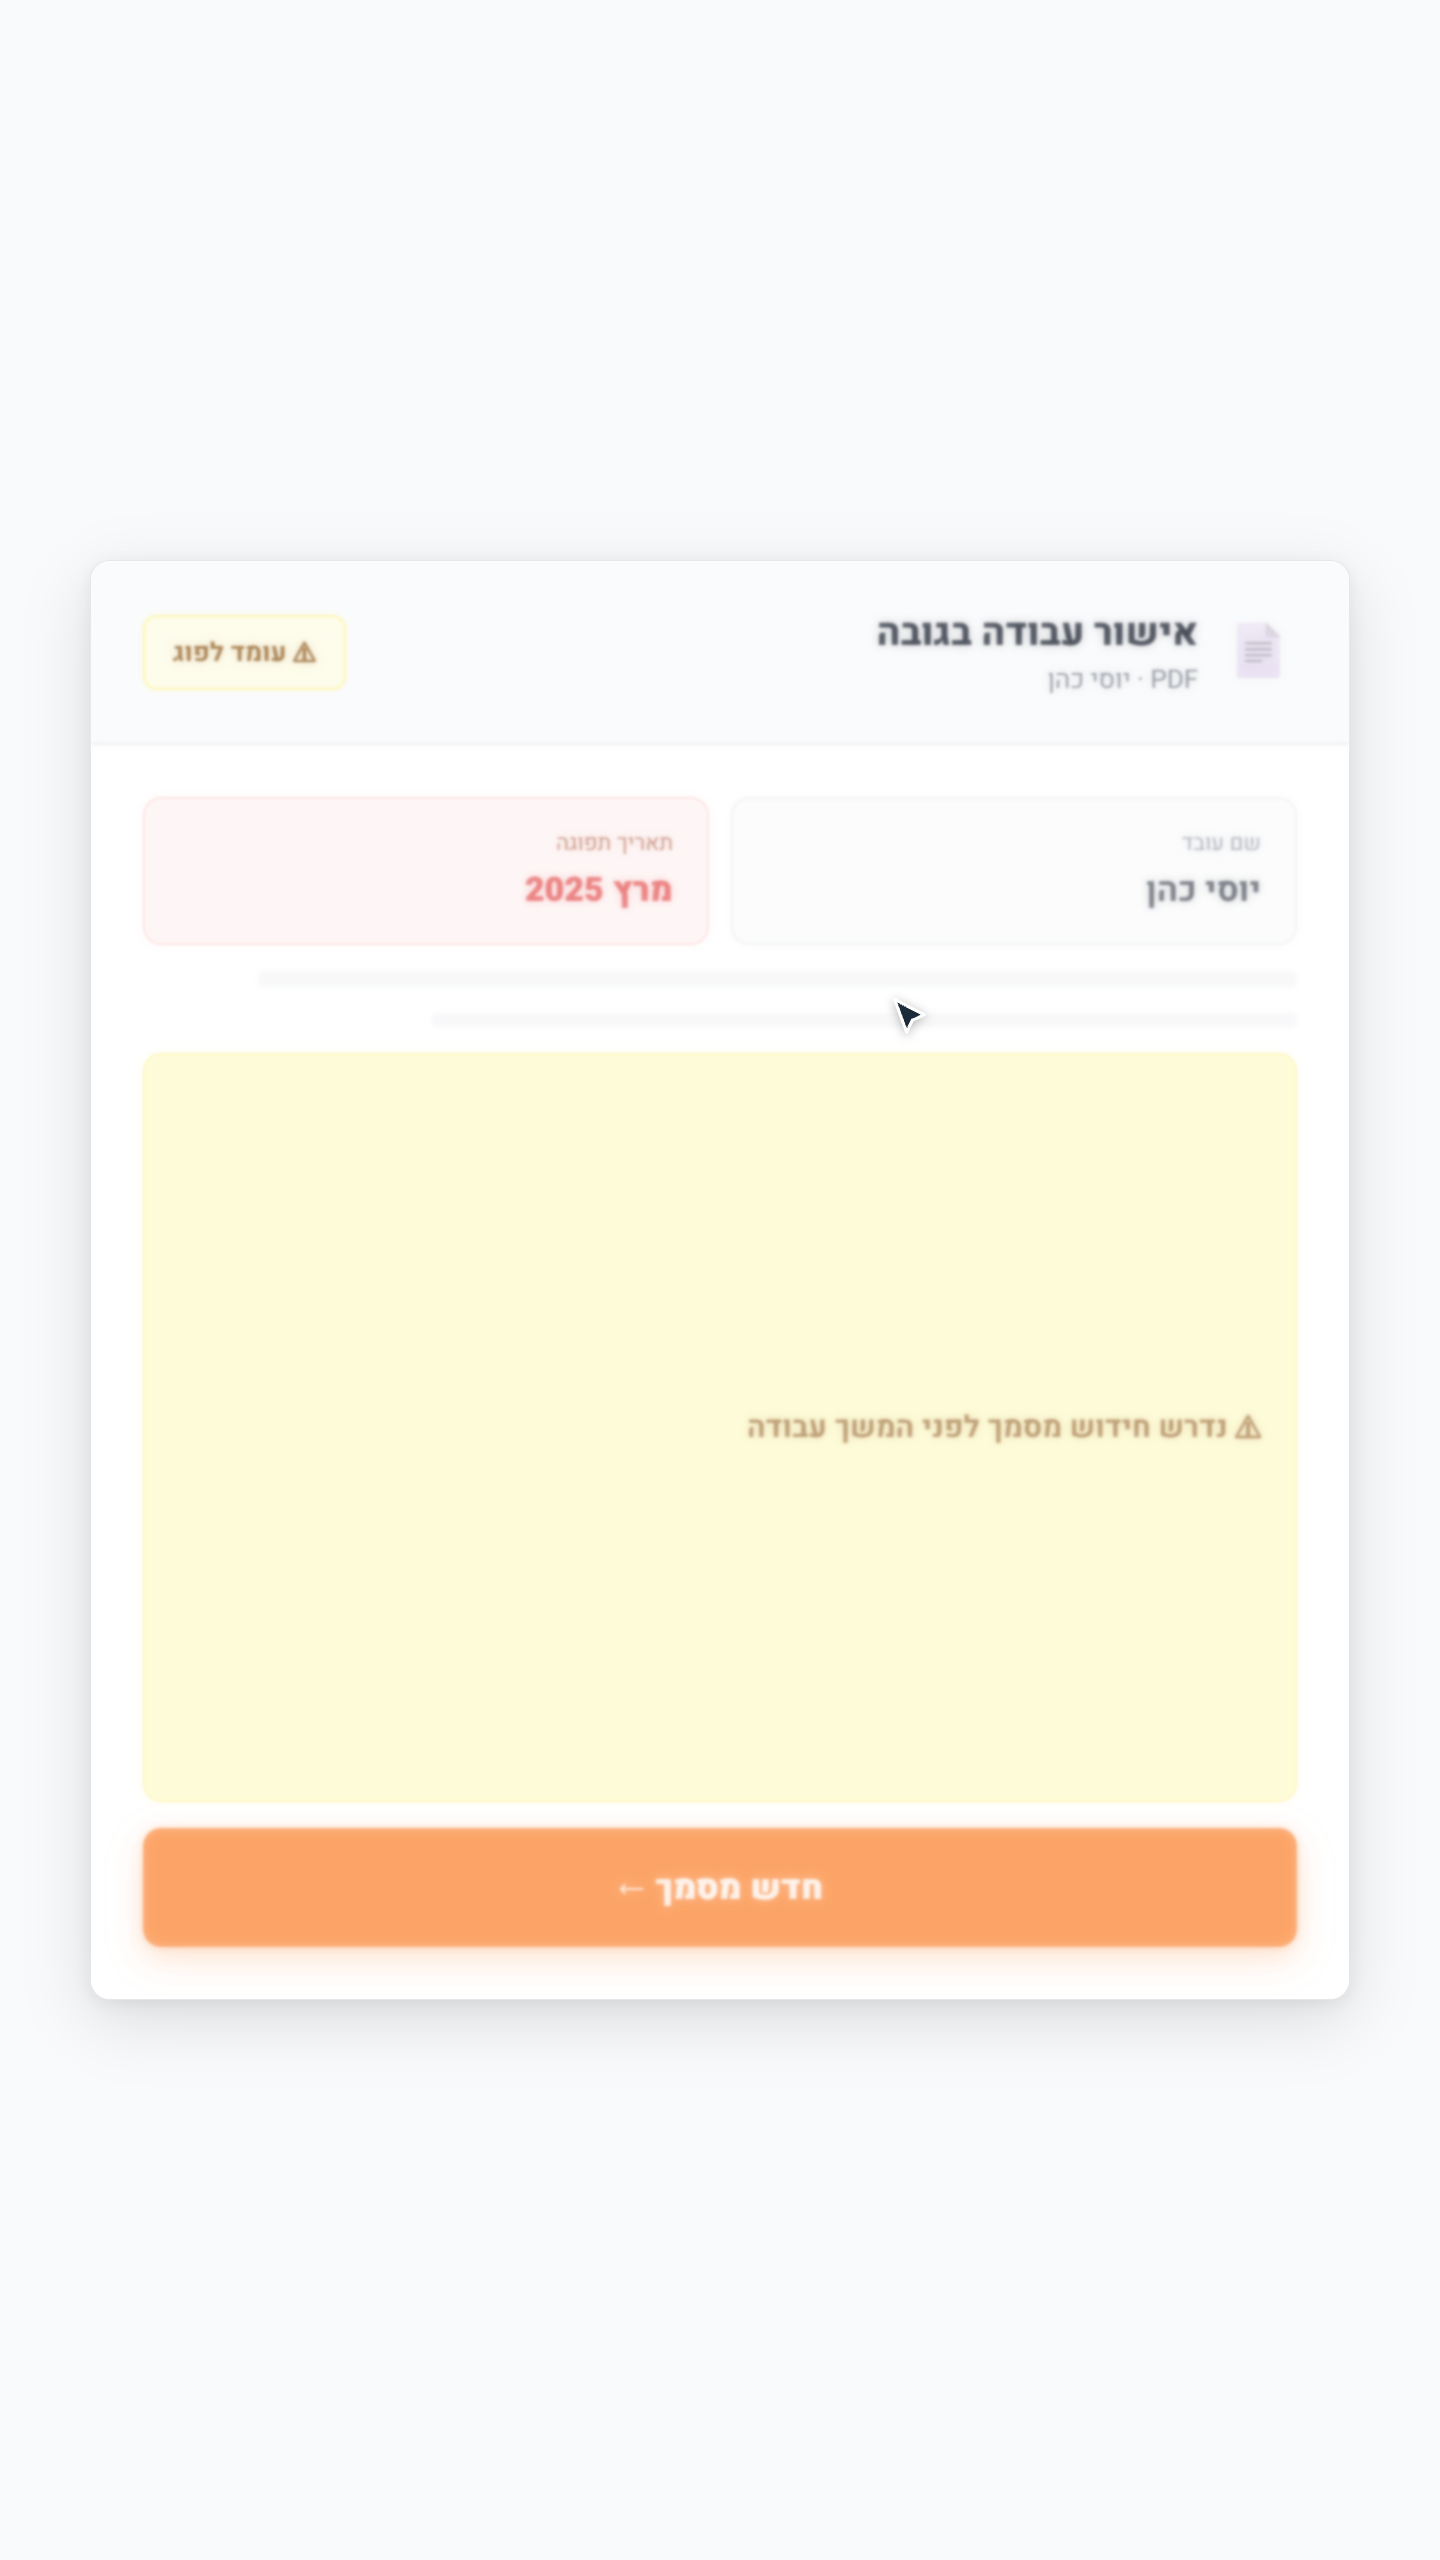 אישור עבודה בגובה
PDF · יוסי כהן
⚠ עומד לפוג
שם עובד
יוסי כהן
תאריך תפוגה
מרץ 2025
⚠ נדרש חידוש מסמך לפני המשך עבודה
חדש מסמך ←